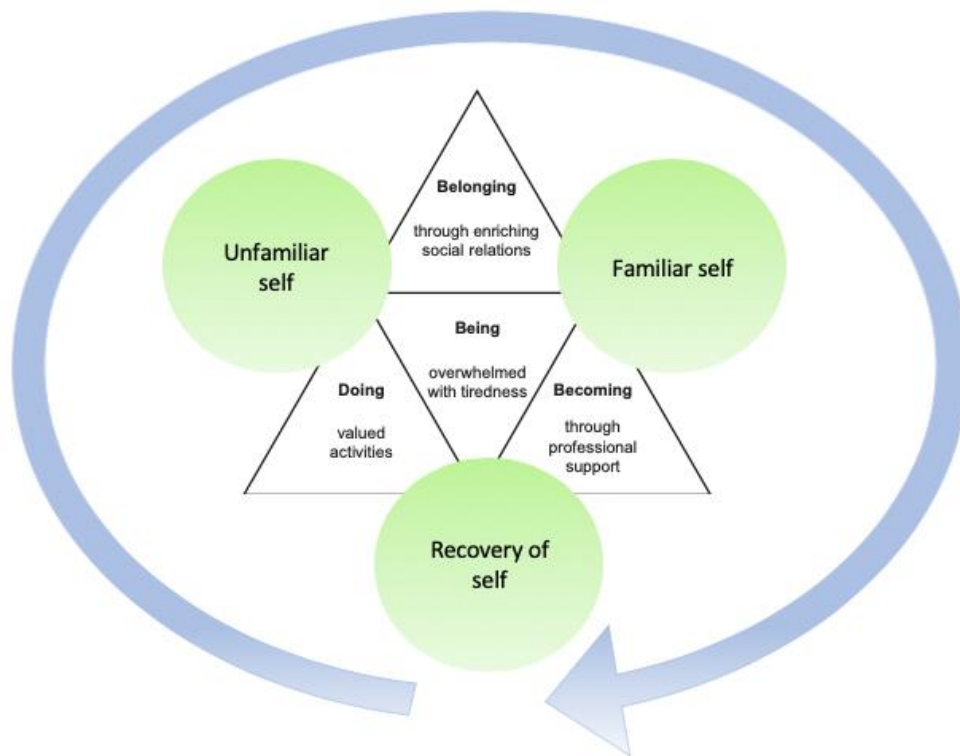 Belonging
through enriching
social relations
Unfamiliar
self
Familiar self
Being
overwhelmed
with tiredness
Doing
valued
activities
Becoming
through
professional
support
Recovery of
self